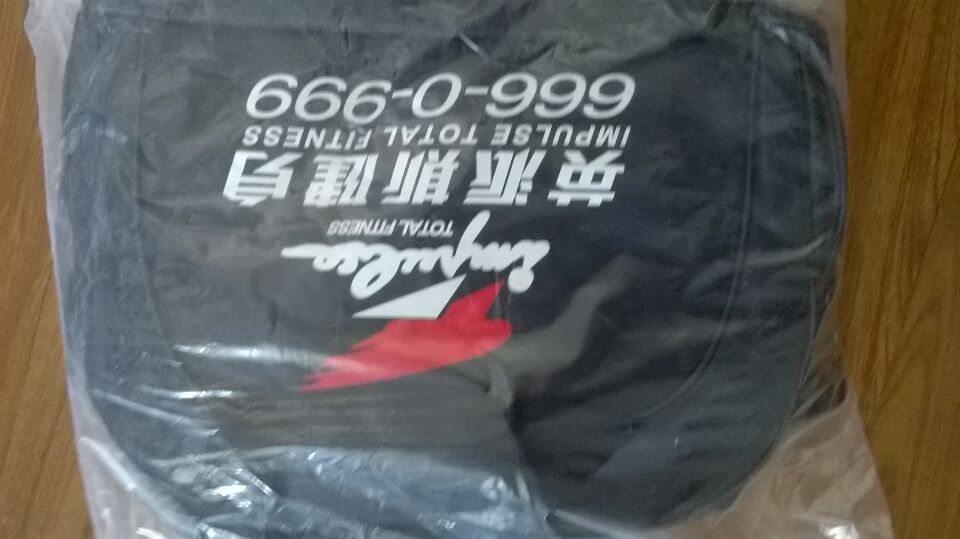 impulse
TOTAL FITNESS
英派斯健身
IMPULSE TOTAL FITNESS
666-0-999